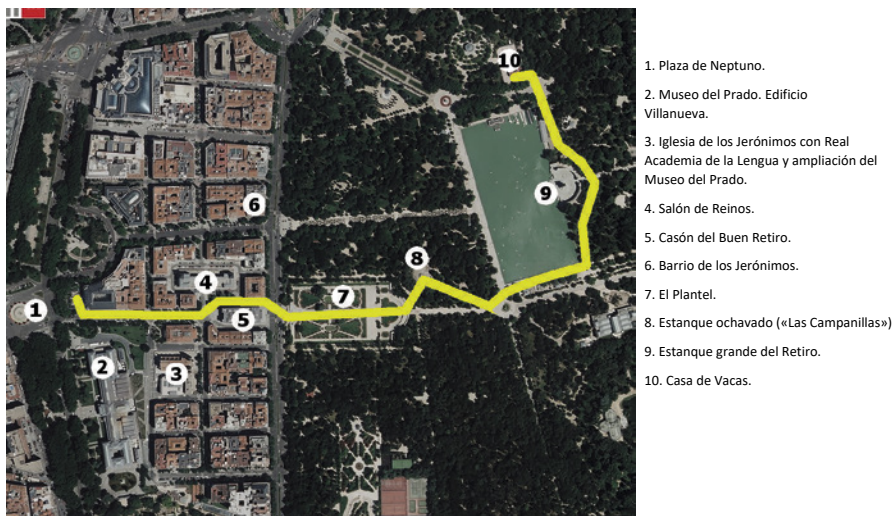 10
9
6
8
4
7
1
5
2
3
1. Plaza de Neptuno.
2. Museo del Prado. Edificio
Villanueva.
3. Iglesia de los Jerónimos con Real
Academia de la Lengua y ampliación del
Museo del Prado.
4. Salón de Reinos.
5. Casón del Buen Retiro.
6. Barrio de los Jerónimos.
7. El Plantel.
8. Estanque ochavado («Las Campanillas»)
9. Estanque grande del Retiro.
10. Casa de Vacas.